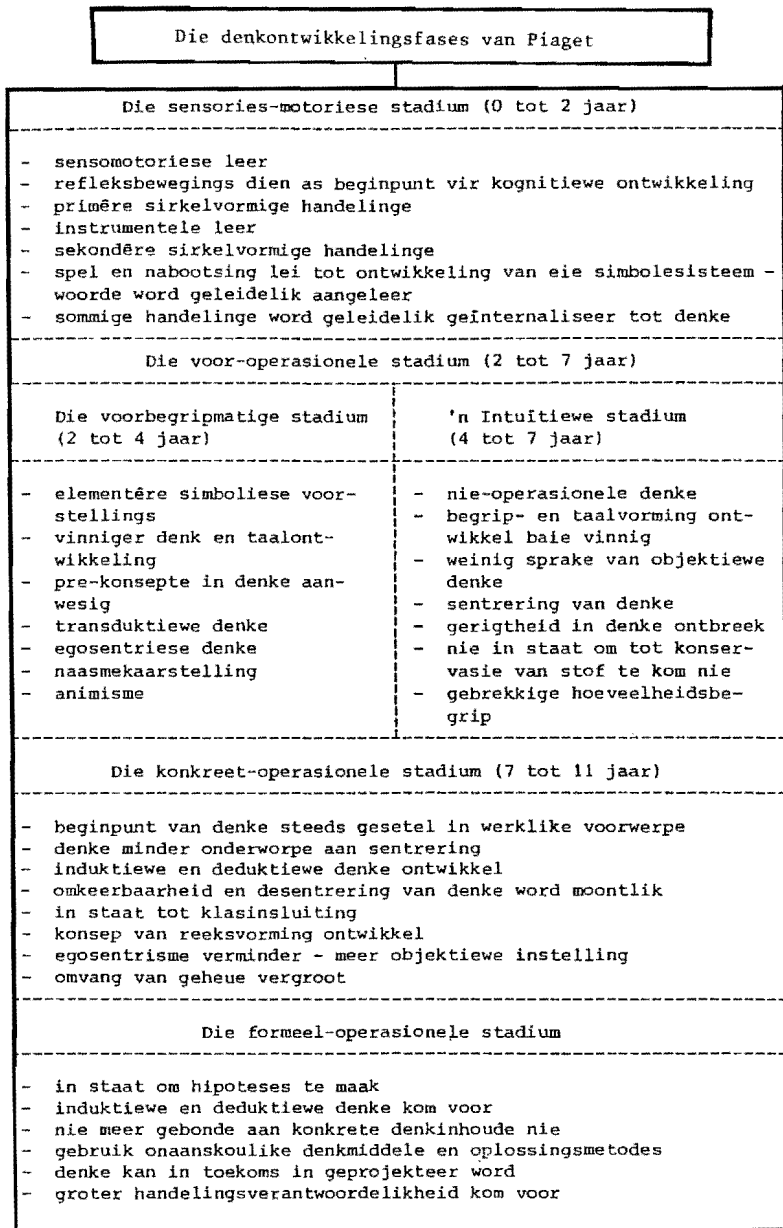 Die denkontwikkelingsfases van Piaget
Die sensories-motoriese stadium (0 tot 2 jaar)
- sensomotoriese leer
- refleksbewegings dien as beginpunt vir kognitiewe ontwikkeling
- primêre sirkelvormige handelinge
- instrumentele leer
- sekondêre sirkelvormige handelinge
- spel en nabootsing lei tot ontwikkeling van eie simbolesisteem -
woorde word geleidelik aangeleer
- sommige handelinge word geleidelik geïnternaliseer tot denke
Die voor-operasionele stadium (2 tot 7 jaar)
Die voorbegripmatige stadium
(2 tot 4 jaar)
- elementêre simboliese voor-
stellings
- vinniger denk en taalont-
wikkeling
- pre-konsepte in denke aan-
wesig
- transduktiewe denke
- egosentriese denke
- naasmekaarstelling
- animisme
'n Intuïtiewe stadium
(4 tot 7 jaar)
- nie-operasionele denke
- begrip- en taalvorming ont-
wikkel baie vinnig
- weinig sprake van objektiewe
denke
- sentrering van denke
- gerigtheid in denke ontbreek
- nie in staat om tot konser-
vasie van stof te kom nie
- gebrekkige hoeveelheidsbe-
grip
Die konkreet-operasionele stadium (7 tot 11 jaar)
- beginpunt van denke steeds gesetel in werklike voorwerpe
- denke minder onderworpe aan sentrering
- induktiewe en deduktiewe denke ontwikkel
- omkeerbaarheid en desentrering van denke word moontlik
- in staat tot klasinsluiting
- konsep van reeksvorming ontwikkel
- egosentrisme verminder - meer objektiewe instelling
- omvang van geheue vergroot
Die formeel-operasionele stadium
- in staat om hipoteses te maak
- induktiewe en deduktiewe denke kom voor
- nie meer gebonde aan konkrete denkinhoude nie
- gebruik onaanskoulike denkmiddele en oplossingsmetodes
- denke kan in toekoms in geprojekteer word
- groter handelingsverantwoordelikheid kom voor